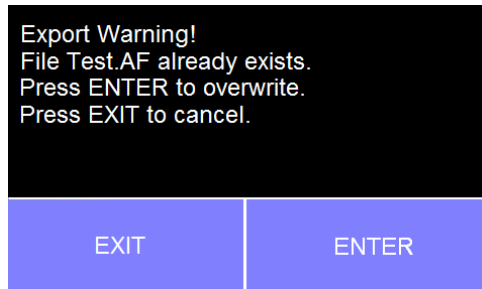 Export Warning!
File Test.AF already exists.
Press ENTER to overwrite.
Press EXIT to cancel.
EXIT
ENTER